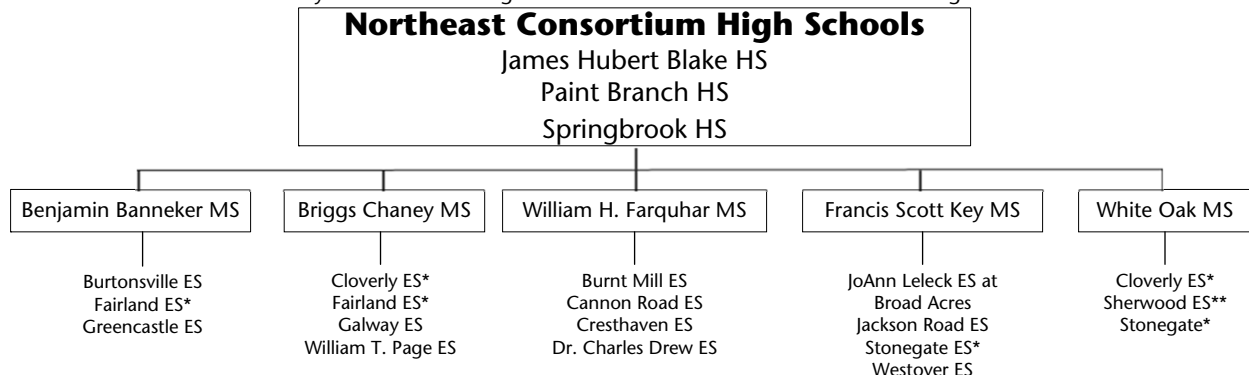 Northeast Consortium High Schools
James Hubert Blake HS
Paint Branch HS
Springbrook HS
Benjamin Banneker MS
Briggs Chaney MS
William H. Farquhar MS
Francis Scott Key MS
White Oak MS
Burtonsville ES
Fairland ES*
Greencastle ES
Cloverly ES*
Fairland ES*
Galway ES
William T. Page ES
Burnt Mill ES
Cannon Road ES
Cresthaven ES
Dr. Charles Drew ES
JoAnn Leleck ES at
Broad Acres
Jackson Road ES
Stonegate ES*
Westover ES
Cloverly ES*
Sherwood ES**
Stonegate*